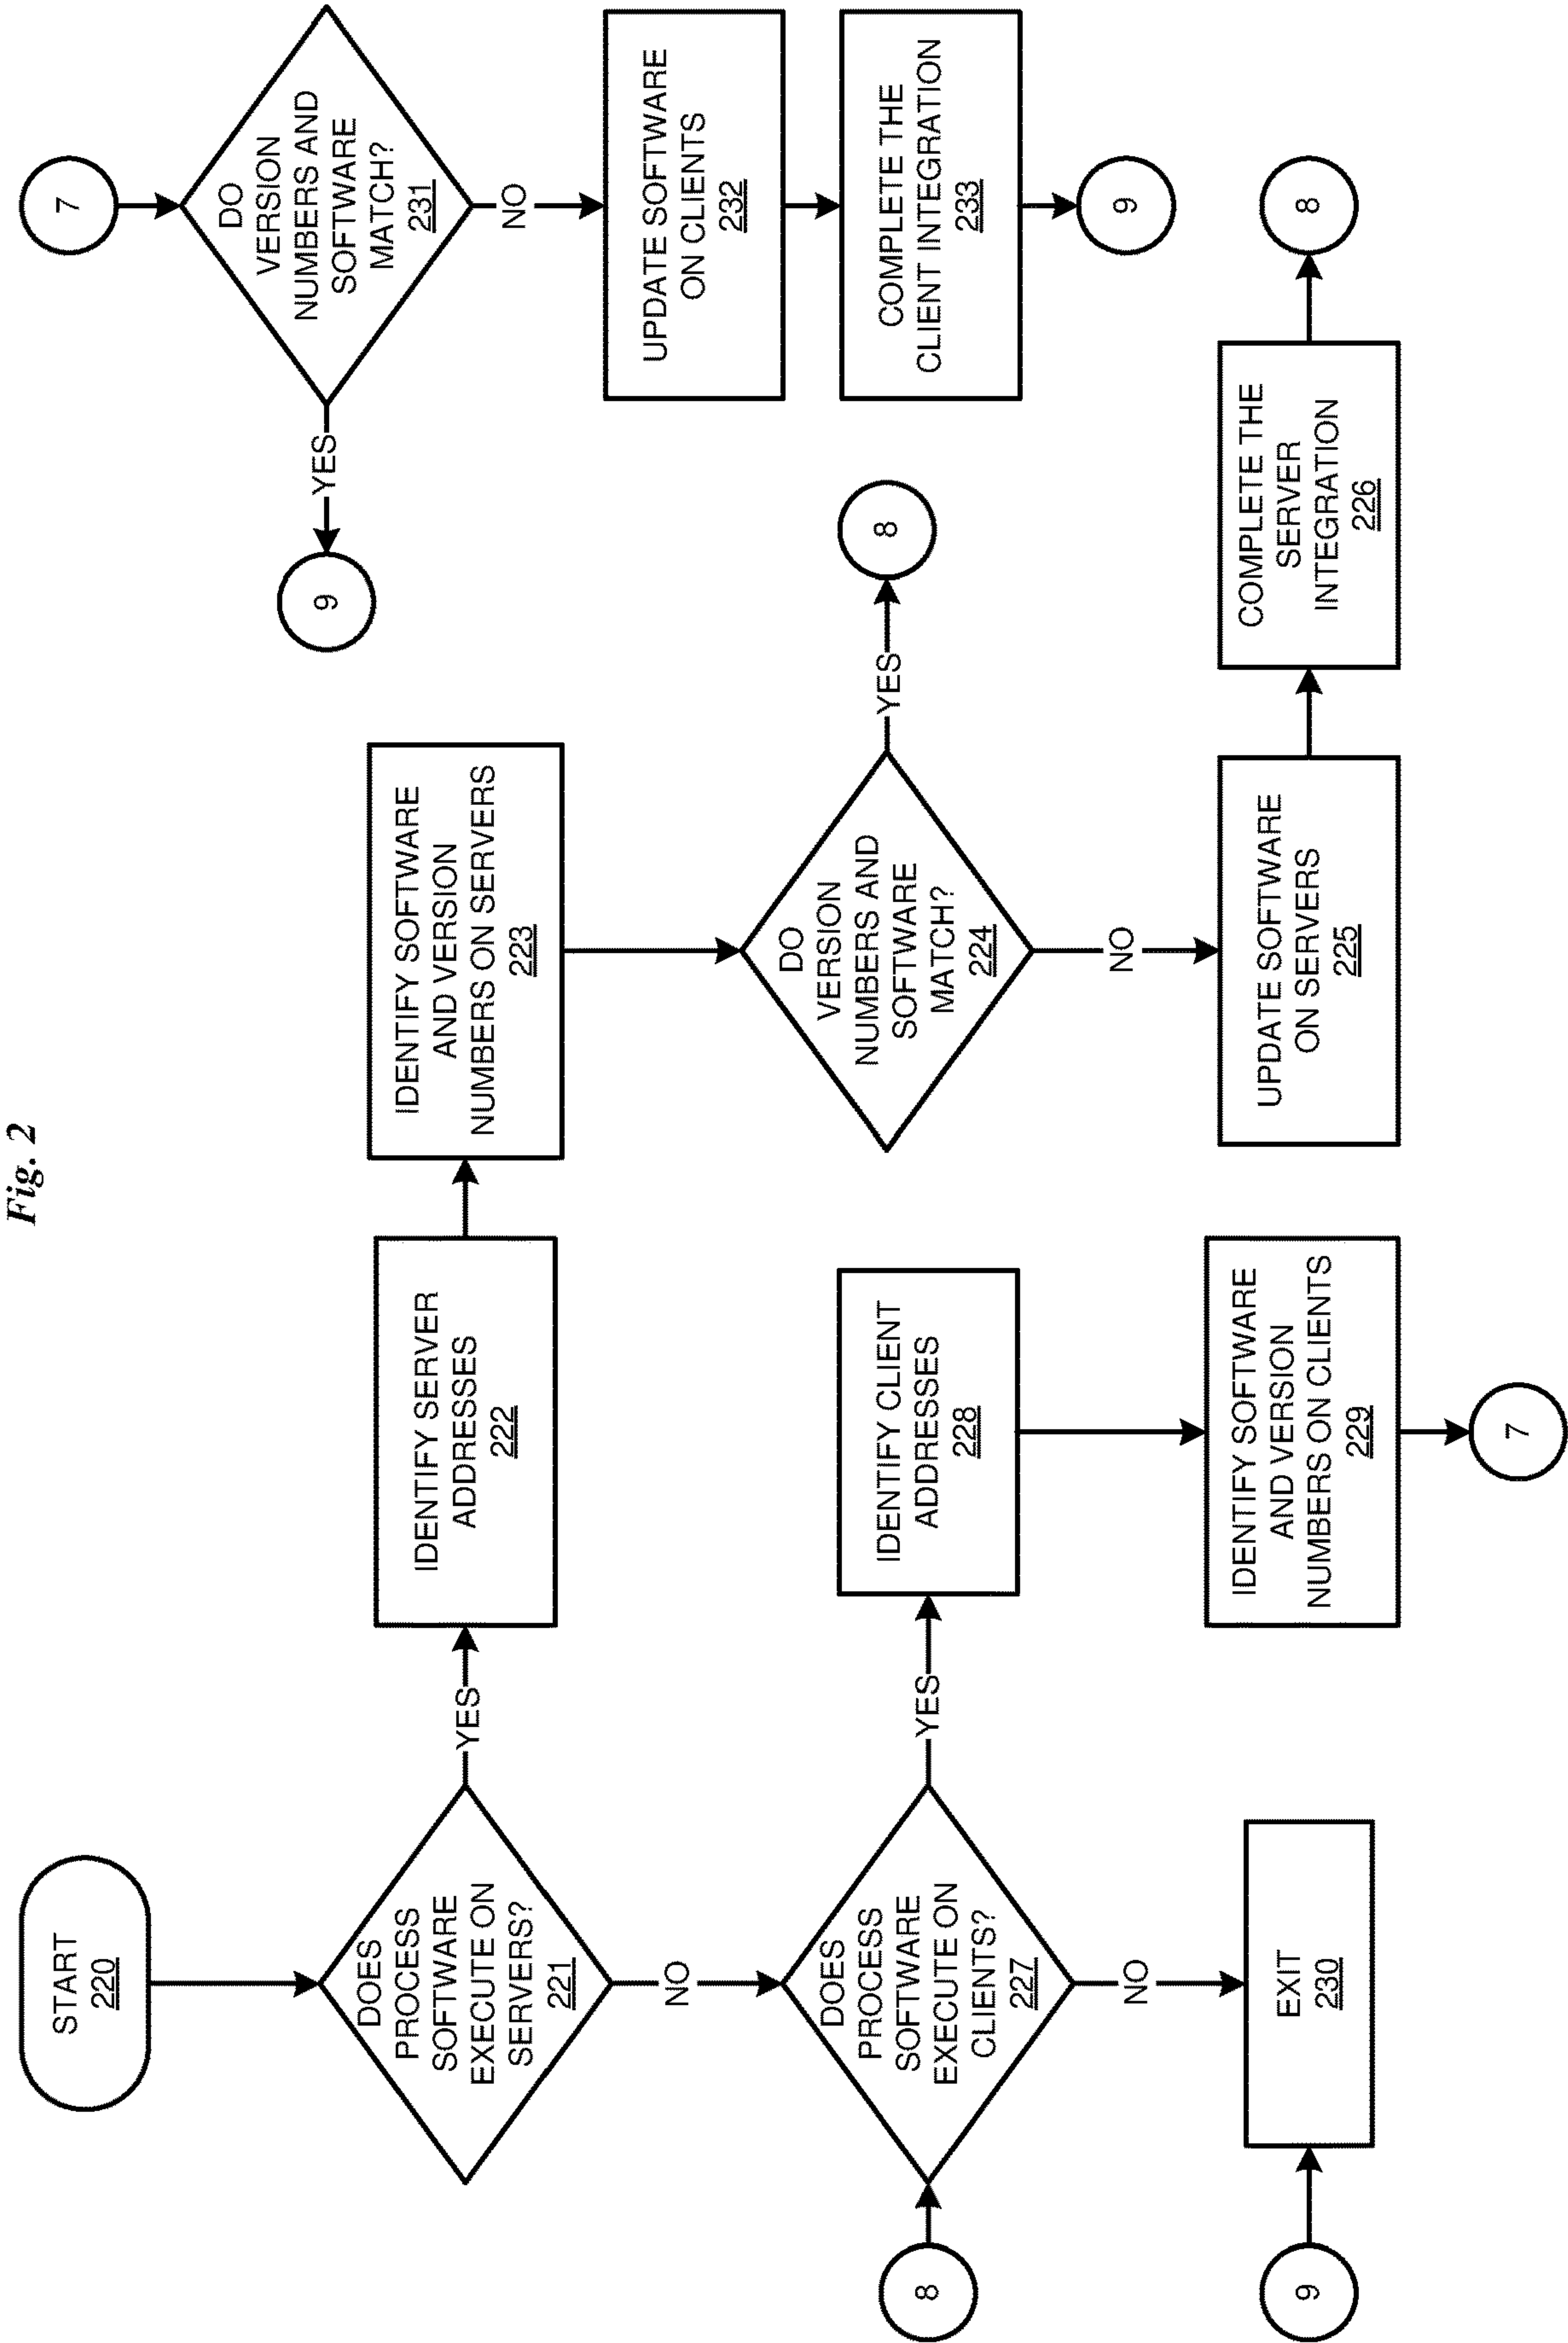 Fig. 2
START
220
DOES
PROCESS
SOFTWARE
EXECUTE ON
SERVERS?
221
YES
NO
IDENTIFY SERVER
ADDRESSES
222
IDENTIFY SOFTWARE
AND VERSION
NUMBERS ON SERVERS
223
DO
VERSION
NUMBERS AND
SOFTWARE
MATCH?
224
YES
8
NO
UPDATE SOFTWARE
ON SERVERS
225
COMPLETE THE
SERVER
INTEGRATION
226
8
8
DOES
PROCESS
SOFTWARE
EXECUTE ON
CLIENTS?
227
YES
NO
IDENTIFY CLIENT
ADDRESSES
228
IDENTIFY SOFTWARE
AND VERSION
NUMBERS ON CLIENTS
229
7
9
EXIT
230
7
DO
VERSION
NUMBERS AND
SOFTWARE
MATCH?
231
YES
9
NO
UPDATE SOFTWARE
ON CLIENTS
232
COMPLETE THE
CLIENT INTEGRATION
233
9